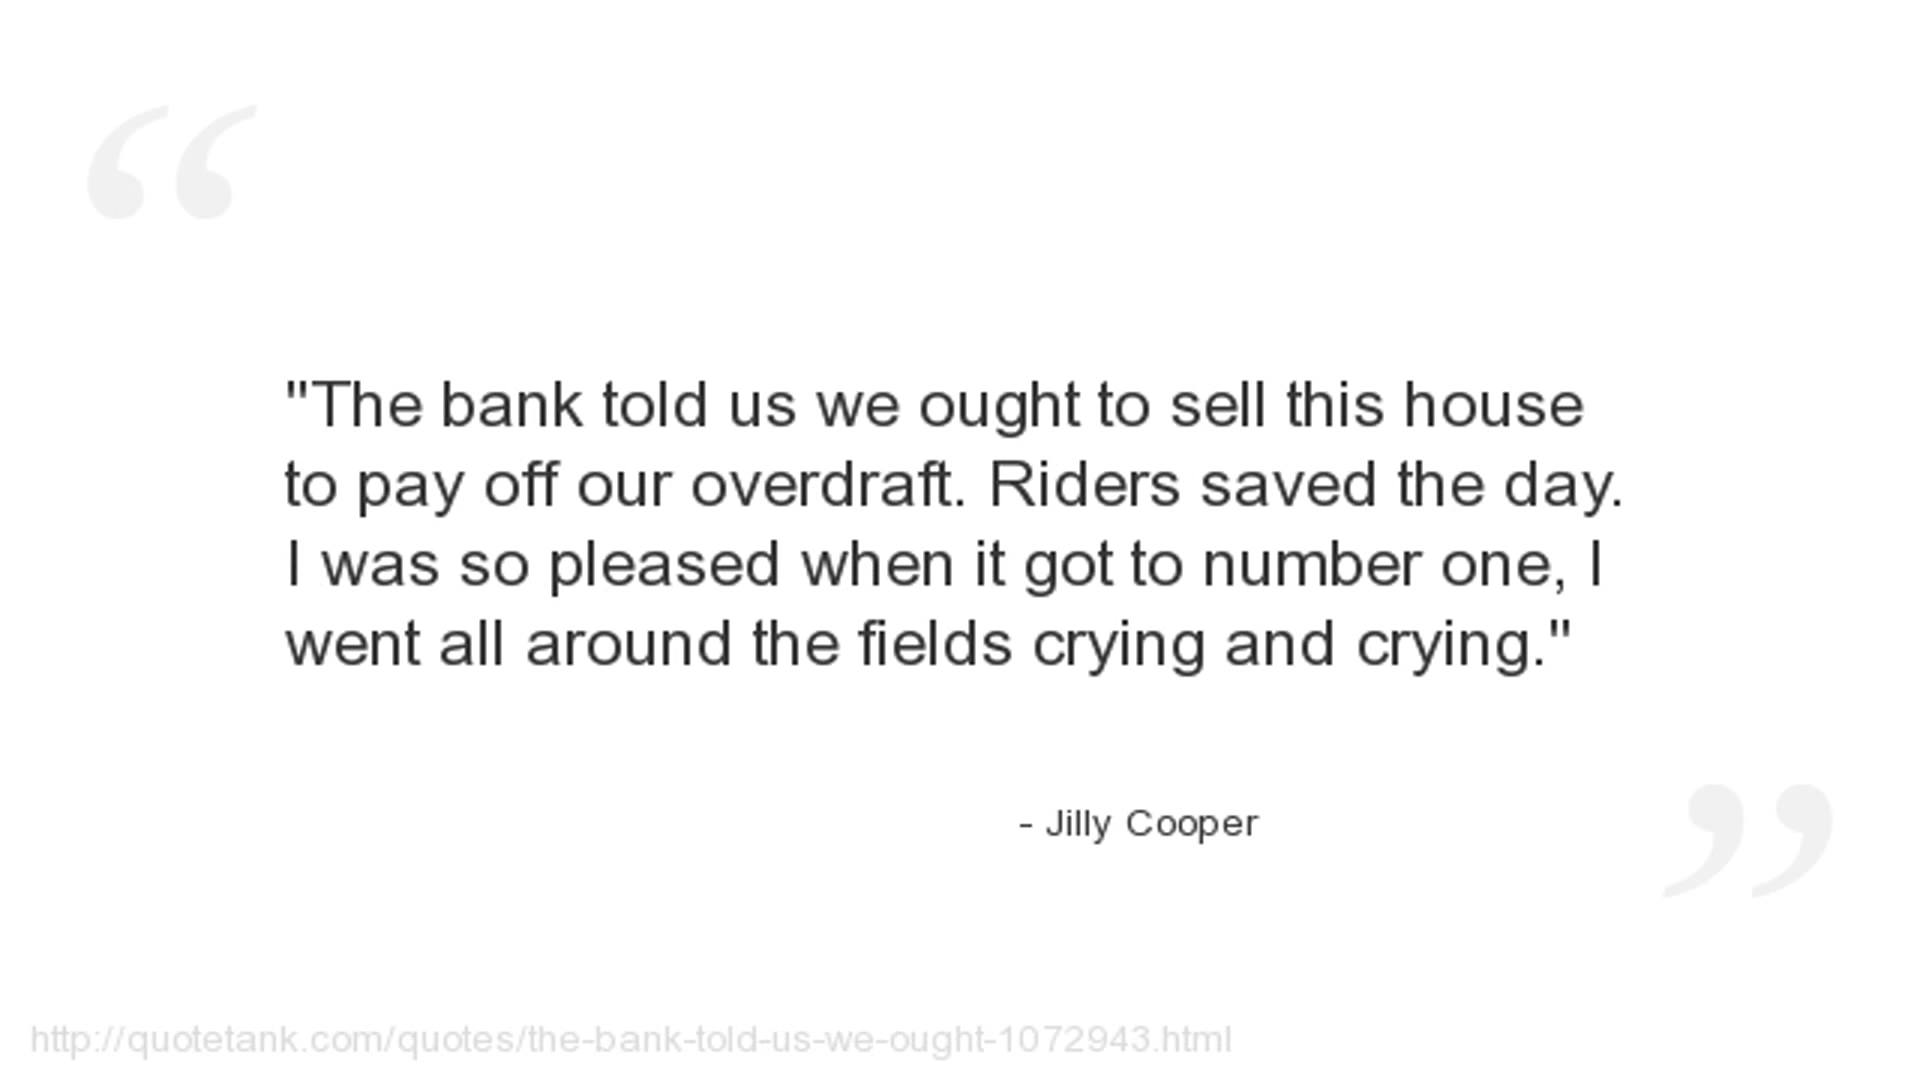 "The bank told us we ought to sell this house
to pay off our overdraft. Riders saved the day.
I was so pleased when it got to number one, I
went all around the fields crying and crying."
- Jilly Cooper
http://quotetank.com/quotes/the-bank-told-us-we-ought-1072943.html